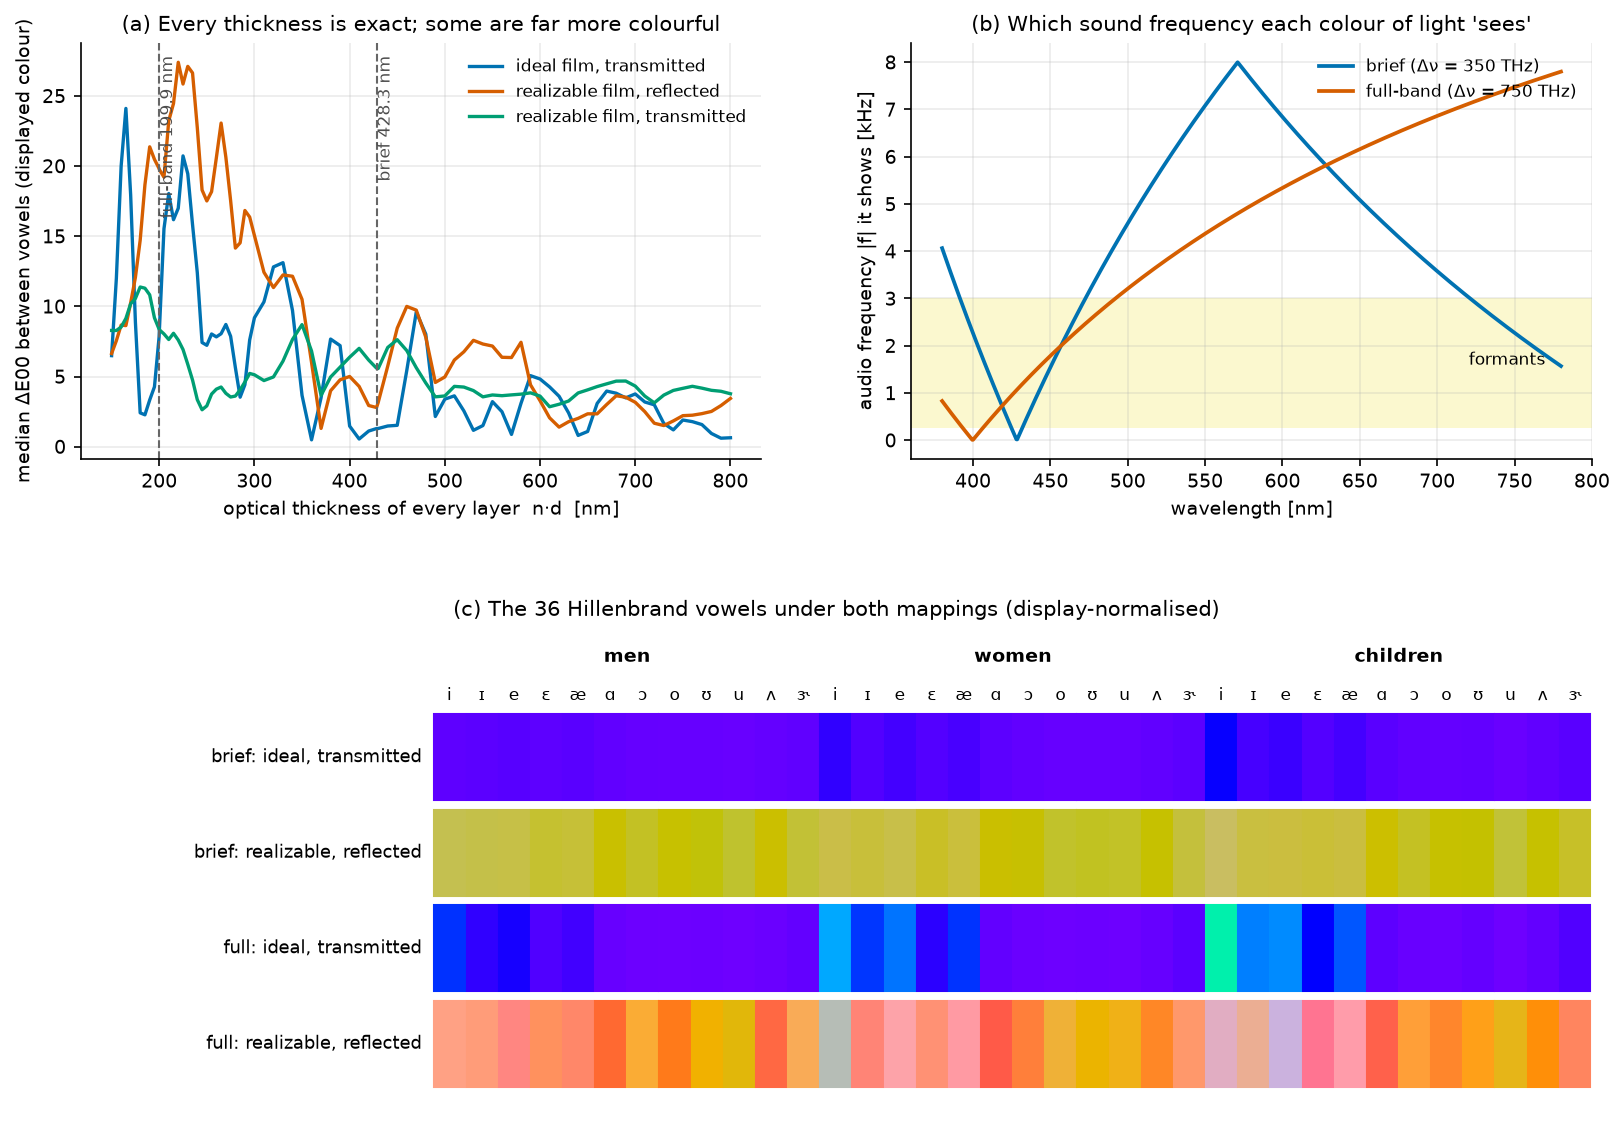 (a) Every thickness is exact; some are far more colourful
median ΔE00 between vowels (displayed colour)
25
20
15
10
5
0
full-band 199.9 nm
brief 428.3 nm
ideal film, transmitted
realizable film, reflected
realizable film, transmitted
200 300 400 500 600 700 800
optical thickness of every layer n·d [nm]
(b) Which sound frequency each colour of light 'sees'
audio frequency |f| it shows [kHz]
8
7
6
5
4
3
2
1
0
brief (Δν = 350 THz)
full-band (Δν = 750 THz)
formants
400 450 500 550 600 650 700 750 800
wavelength [nm]
(c) The 36 Hillenbrand vowels under both mappings (display-normalised)
men women children
i ɪ e ɛ æ ɑ ɔ o ʊ u ʌ ɝ i ɪ e ɛ æ ɑ ɔ o ʊ u ʌ ɝ i ɪ e ɛ æ ɑ ɔ o ʊ u ʌ ɝ
brief: ideal, transmitted
brief: realizable, reflected
full: ideal, transmitted
full: realizable, reflected